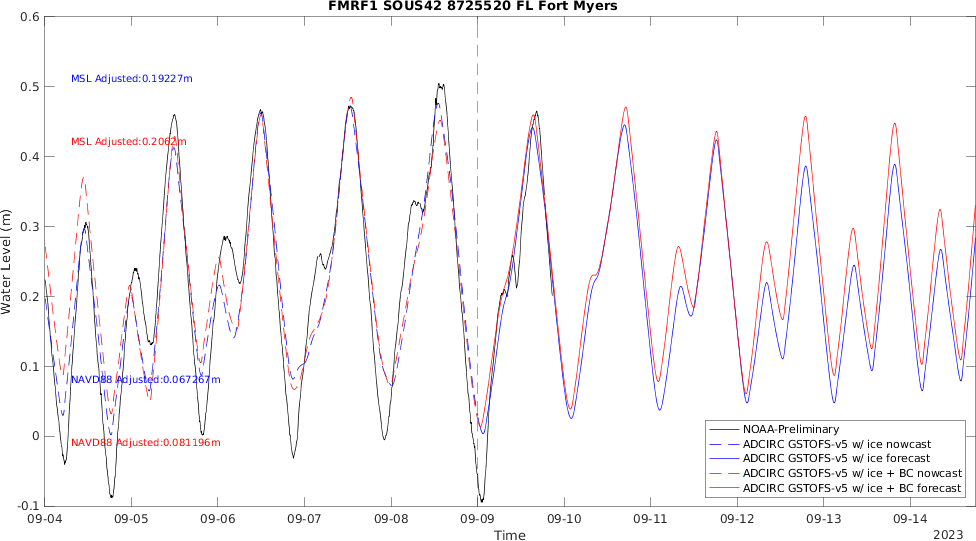 FMRF1 SOUS42 8725520 FL Fort Myers
0.6
0.5
0.4
0.3
0.2
0.1
0
-0.1
Water Level (m)
MSL Adjusted:0.19227m
MSL Adjusted:0.2062m
NAVD88 Adjusted:0.067267m
NAVD88 Adjusted:0.081196m
NOAA-Preliminary
ADCIRC GSTOFS-v5 w/ ice nowcast
ADCIRC GSTOFS-v5 w/ ice forecast
ADCIRC GSTOFS-v5 w/ ice + BC nowcast
ADCIRC GSTOFS-v5 w/ ice + BC forecast
09-04 09-05 09-06 09-07 09-08 09-09 09-10 09-11 09-12 09-13 09-14
Time
2023